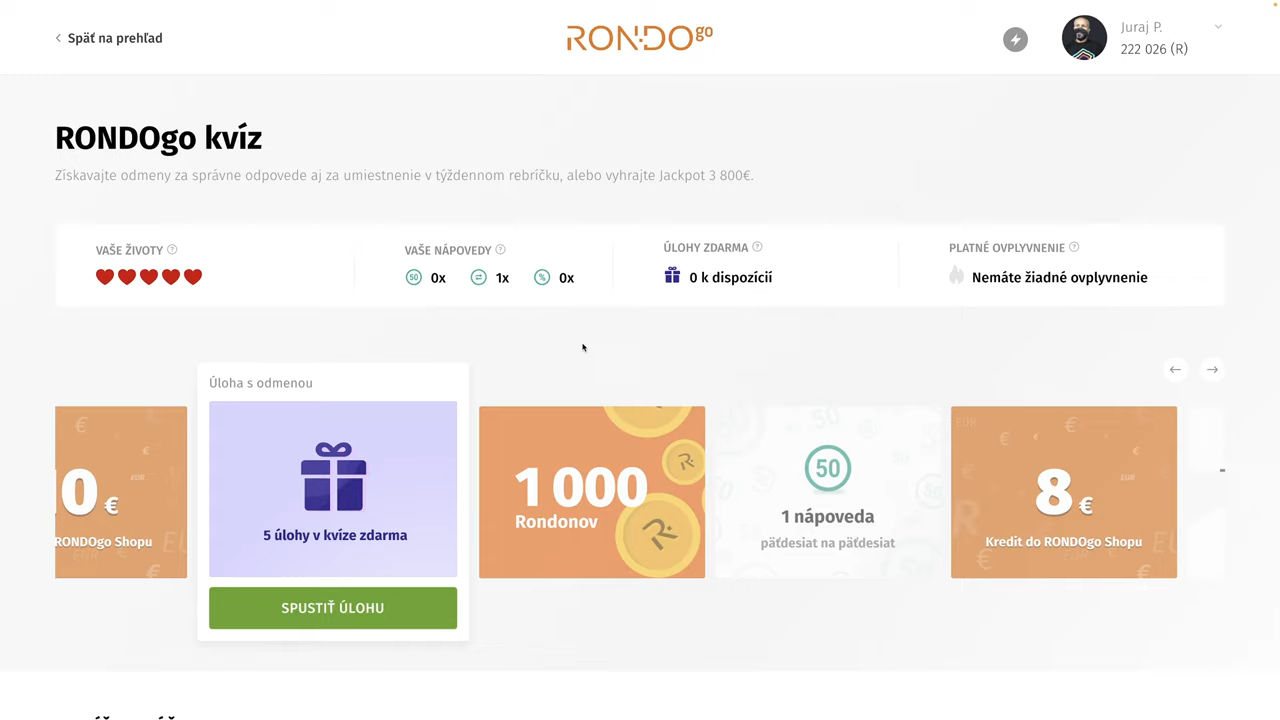 Späť na prehľad
RONDOgo
Juraj P.
222 026 (R)
RONDOgo kvíz
Získavajte odmeny za správne odpovede aj za umiestnenie v týždennom rebríčku, alebo vyhrajte Jackpot 3 800€.
VAŠE ŽIVOTY
VAŠE NÁPOVEDY
50 0x 1x % 0x
ÚLOHY ZDARMA
0 k dispozícií
PLATNÉ OVPLYVNENIE
Nemáte žiadné ovplyvnenie
0 €
RONDOgo Shopu
Úloha s odmenou
5 úlohy v kvíze zdarma
SPUSTIŤ ÚLOHU
1 000
Rondonov
50
1 nápoveda
päťdesiat na päťdesiat
8 €
Kredit do RONDOgo Shopu